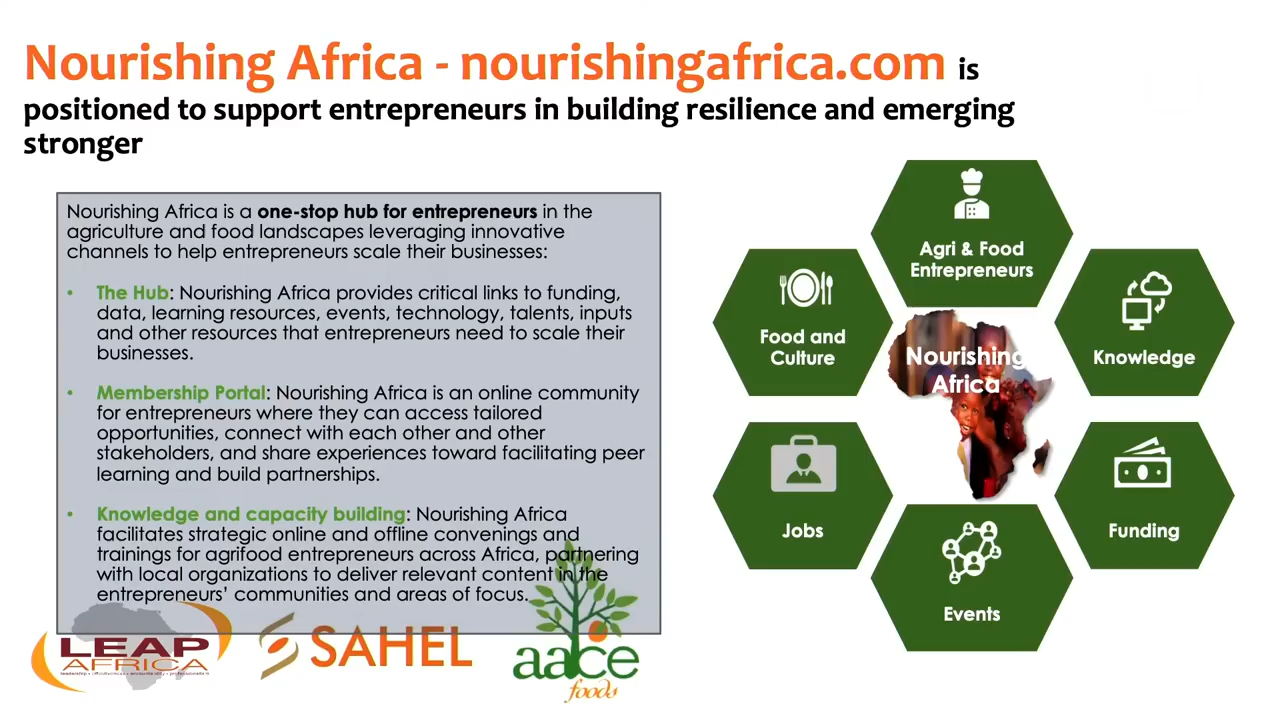 Nourishing Africa - nourishingafrica.com is
positioned to support entrepreneurs in building resilience and emerging
stronger
Nourishing Africa is a one-stop hub for entrepreneurs in the
agriculture and food landscapes leveraging innovative
channels to help entrepreneurs scale their businesses:
• The Hub: Nourishing Africa provides critical links to funding,
data, learning resources, events, technology, talents, inputs
and other resources that entrepreneurs need to scale their
businesses.
• Membership Portal: Nourishing Africa is an online community
for entrepreneurs where they can access tailored
opportunities, connect with each other and other
stakeholders, and share experiences toward facilitating peer
learning and build partnerships.
• Knowledge and capacity building: Nourishing Africa
facilitates strategic online and offline convenings and
trainings for agrifood entrepreneurs across Africa, partnering
with local organizations to deliver relevant content in the
entrepreneurs’ communities and areas of focus.
LEAP
AFRICA
SAHEL
aace
foods
Agri & Food
Entrepreneurs
Food and
Culture
Knowledge
Nourishing
Africa
Jobs
Funding
Events